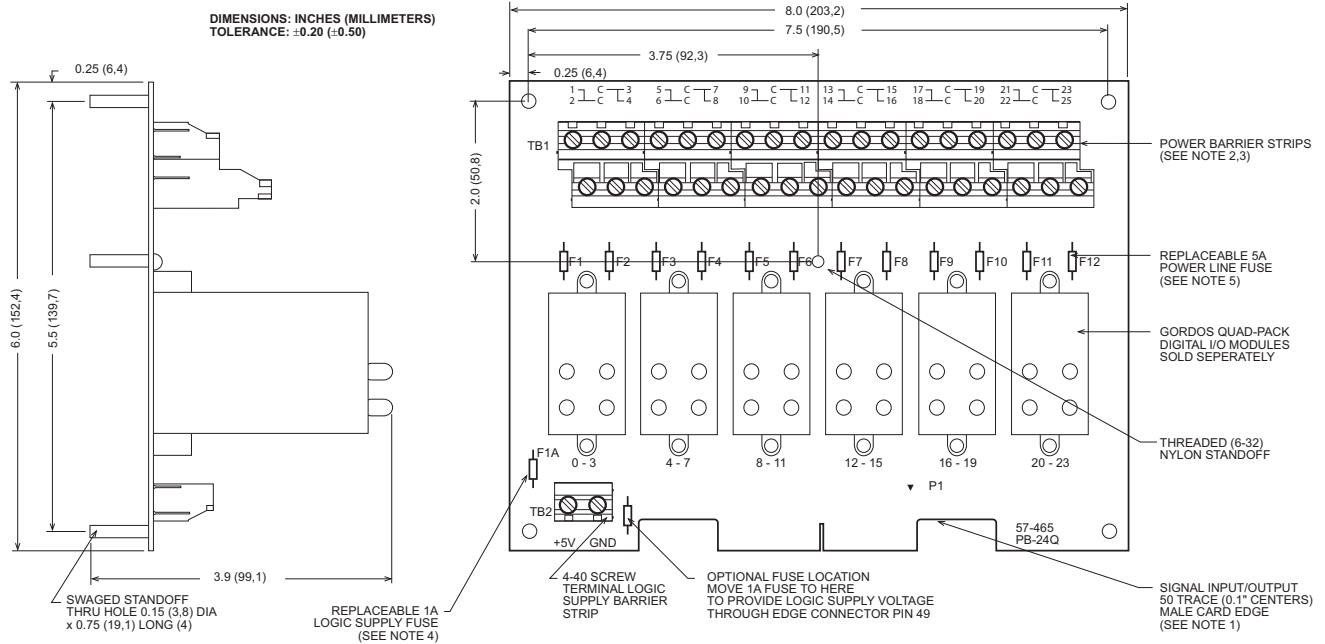 DIMENSIONS: INCHES (MILLIMETERS)
TOLERANCE: ±0.20 (±0.50)
8.0 (203,2)
7.5 (190,5)
3.75 (92,3)
0.25 (6,4)
0.25 (6,4)
1 C 3 5 C 7 9 C 11 13 C 15 17 C 19 21 C 23
2 C 4 6 C 8 10 C 12 14 C 16 18 C 20 22 C 25
TB1
POWER BARRIER STRIPS
(SEE NOTE 2,3)
2.0 (50,8)
6.0 (152,4)
5.5 (139,7)
F1 F2 F3 F4 F5 F6 F7 F8 F9 F10 F11 F12
REPLACEABLE 5A
POWER LINE FUSE
(SEE NOTE 5)
GORDOS QUAD-PACK
DIGITAL I/O MODULES
SOLD SEPERATELY
THREADED (6-32)
NYLON STANDOFF
F1A
0 - 3 4 - 7 8 - 11 12 - 15 16 - 19 20 - 23
P1
TB2
+5V GND
57-465
PB-24Q
3.9 (99,1)
SWAGED STANDOFF
THRU HOLE 0.15 (3,8) DIA
x 0.75 (19,1) LONG (4)
REPLACEABLE 1A
LOGIC SUPPLY FUSE
(SEE NOTE 4)
4-40 SCREW
TERMINAL LOGIC
SUPPLY BARRIER
STRIP
OPTIONAL FUSE LOCATION
MOVE 1A FUSE TO HERE
TO PROVIDE LOGIC SUPPLY VOLTAGE
THROUGH EDGE CONNECTOR PIN 49
SIGNAL INPUT/OUTPUT
50 TRACE (0.1" CENTERS)
MALE CARD EDGE
(SEE NOTE 1)